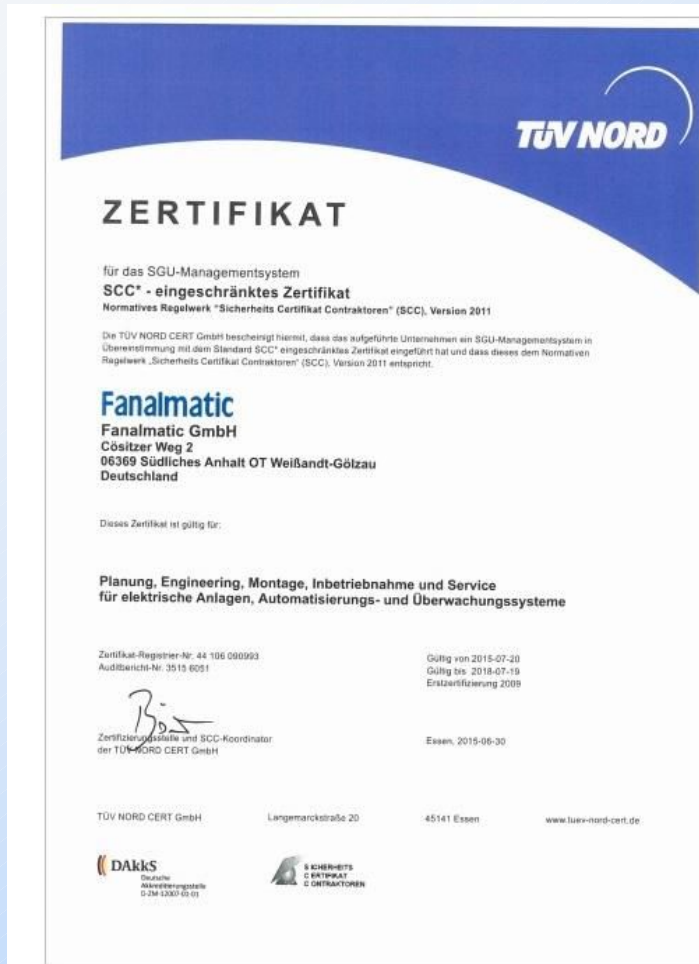 TÜV NORD
ZERTIFIKAT
für das SGU-Managementsystem
SCC* - eingeschränktes Zertifikat
Normatives Regelwerk "Sicherheits Certifikat Contraktoren" (SCC), Version 2011
Die TÜV NORD CERT GmbH bescheinigt hiermit, dass das aufgeführte Unternehmen ein SGU-Managementsystem in
Übereinstimmung mit dem Standard SCC* eingeschränktes Zertifikat eingeführt hat und dass dieses dem Normativen
Regelwerk „Sicherheits Certifikat Contraktoren" (SCC), Version 2011 entspricht.
Fanalmatic
Fanalmatic GmbH
Cösitzer Weg 2
06369 Südliches Anhalt OT Weißandt-Gölzau
Deutschland
Dieses Zertifikat ist gültig für:
Planung, Engineering, Montage, Inbetriebnahme und Service
für elektrische Anlagen, Automatisierungs- und Überwachungssysteme
Zertifikat-Registrier-Nr. 44 106 090993
Auditbericht-Nr. 3515 6051
Gültig von 2015-07-20
Gültig bis 2018-07-19
Erstzertifizierung 2009
Zertifizierungsstelle und SCC-Koordinator
der TÜV NORD CERT GmbH
Essen, 2015-06-30
TÜV NORD CERT GmbH Langemarckstraße 20 45141 Essen www.tuev-nord-cert.de
DAkkS
Deutsche
Akkreditierungsstelle
D-ZM-12007-01-01
SICHERHEITS
CERTIFIKAT
CONTRAKTOREN